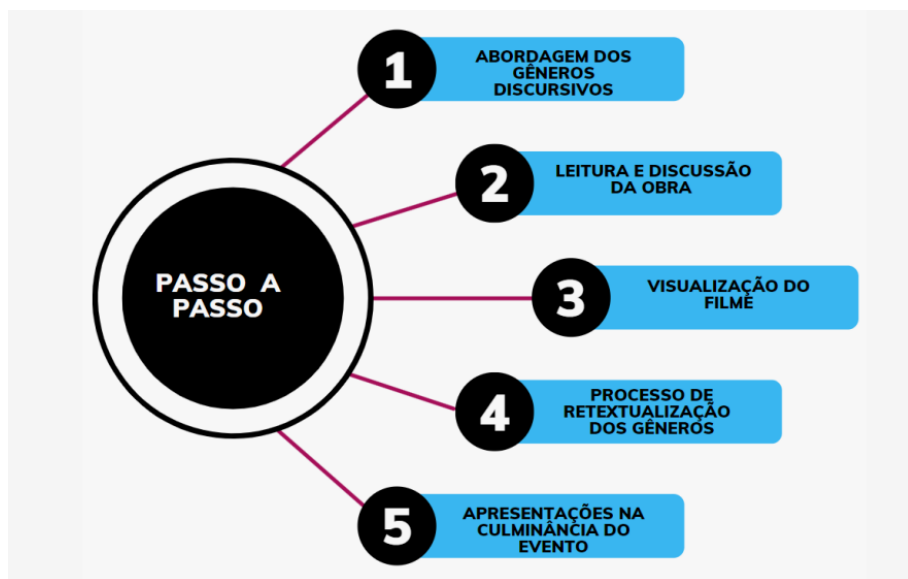 PASSO A
PASSO
1
ABORDAGEM DOS
GÊNEROS
DISCURSIVOS
2
LEITURA E DISCUSSÃO
DA OBRA
3
VISUALIZAÇÃO DO
FILME
4
PROCESSO DE
RETEXTUALIZAÇÃO
DOS GÊNEROS
5
APRESENTAÇÕES NA
CULMINÂNCIA DO
EVENTO